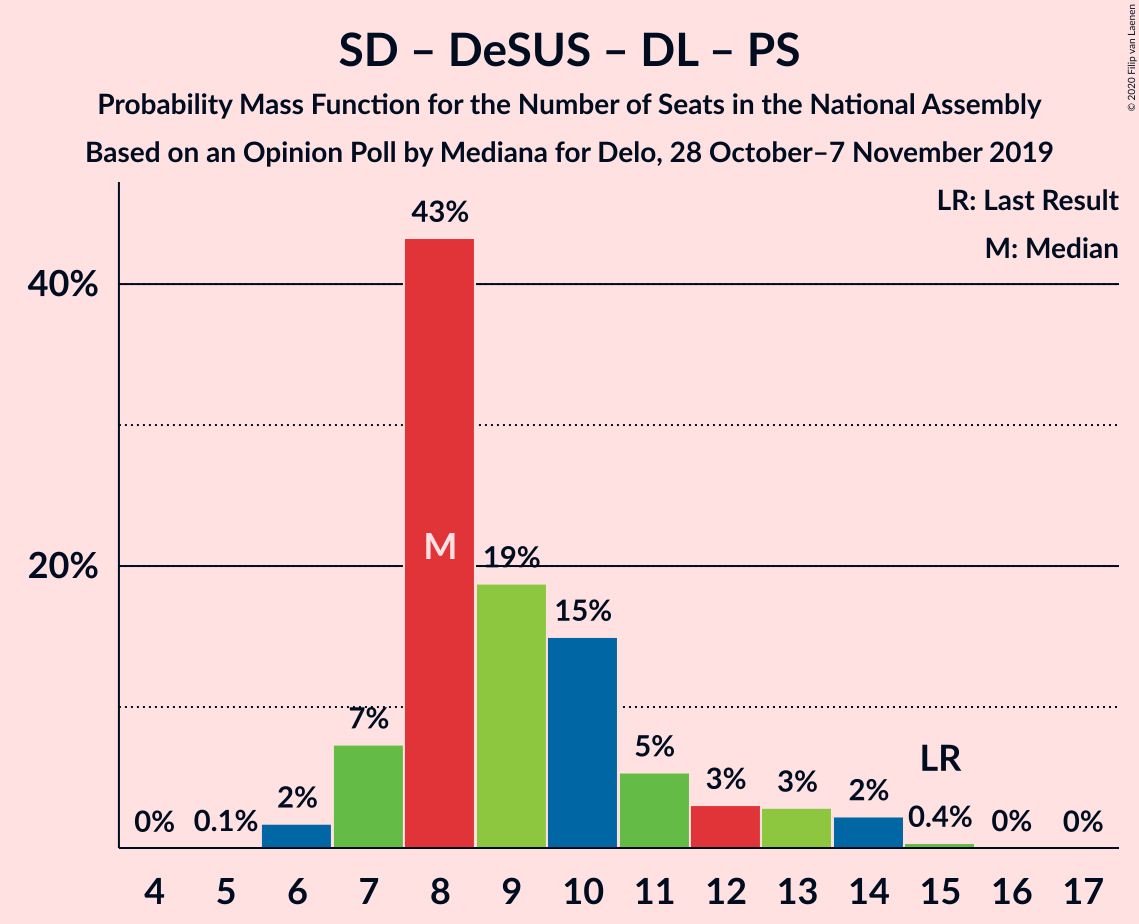 SD – DeSUS – DL – PS
Probability Mass Function for the Number of Seats in the National Assembly
Based on an Opinion Poll by Mediana for Delo, 28 October–7 November 2019
© 2020 Filip van Laenen
LR: Last Result
M: Median
43%
40%
M
20%
19%
15%
7%
5%
LR
3%
3%
2%
2%
0.4%
0%
0.1%
0%
0%
4 5 6 7 8 9 10 11 12 13 14 15 16 17